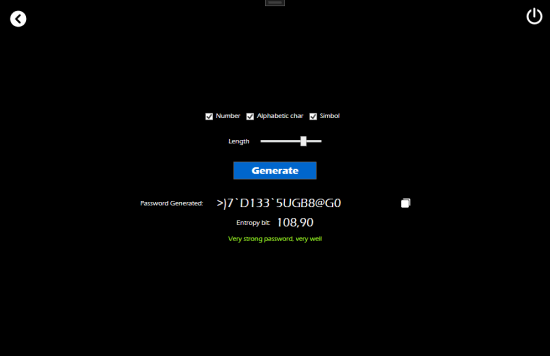 Number Alphabetic char Simbol
Length
Generate
Password Generated: >)7`D133`5UGB8@G0
Entropy bit: 108,90
Very strong password, very well